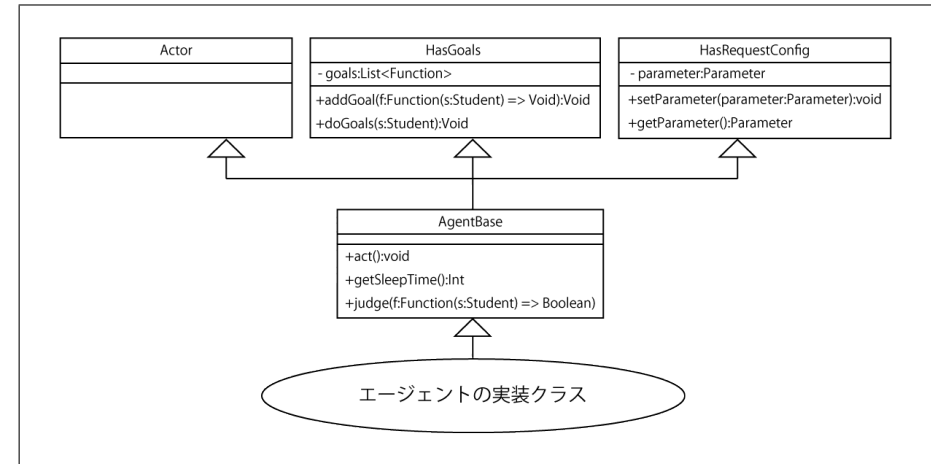 Actor
HasGoals
- goals:List<Function>
+addGoal(f:Function(s:Student) => Void):Void
+doGoals(s:Student):Void
HasRequestConfig
- parameter:Parameter
+setParameter(parameter:Parameter):void
+getParameter():Parameter
AgentBase
+act():void
+getSleepTime():Int
+judge(f:Function(s:Student) => Boolean)
エージェントの実装クラス